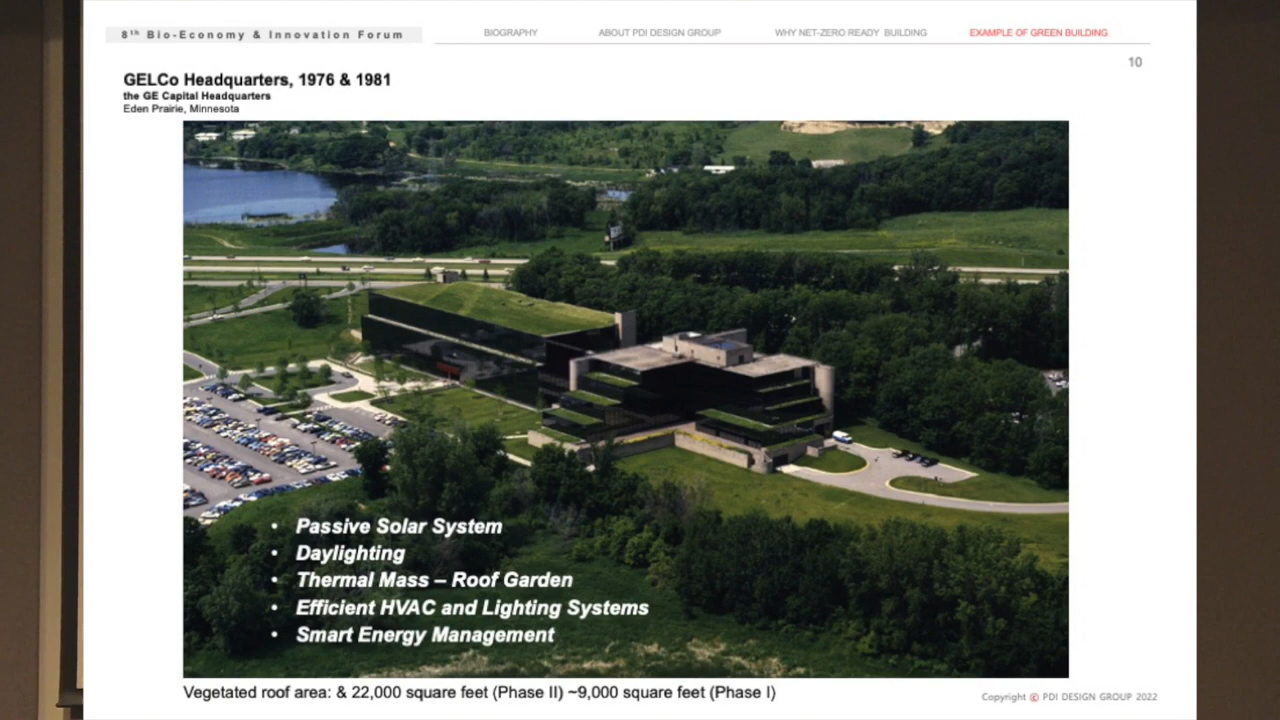 8th Bio-Economy & Innovation Forum
BIOGRAPHY
ABOUT PDI DESIGN GROUP
WHY NET-ZERO READY BUILDING
EXAMPLE OF GREEN BUILDING
10
GELCo Headquarters, 1976 & 1981
the GE Capital Headquarters
Eden Prairie, Minnesota
• Passive Solar System
• Daylighting
• Thermal Mass – Roof Garden
• Efficient HVAC and Lighting Systems
• Smart Energy Management
Vegetated roof area: & 22,000 square feet (Phase II) ~9,000 square feet (Phase I)
Copyright © PDI DESIGN GROUP 2022